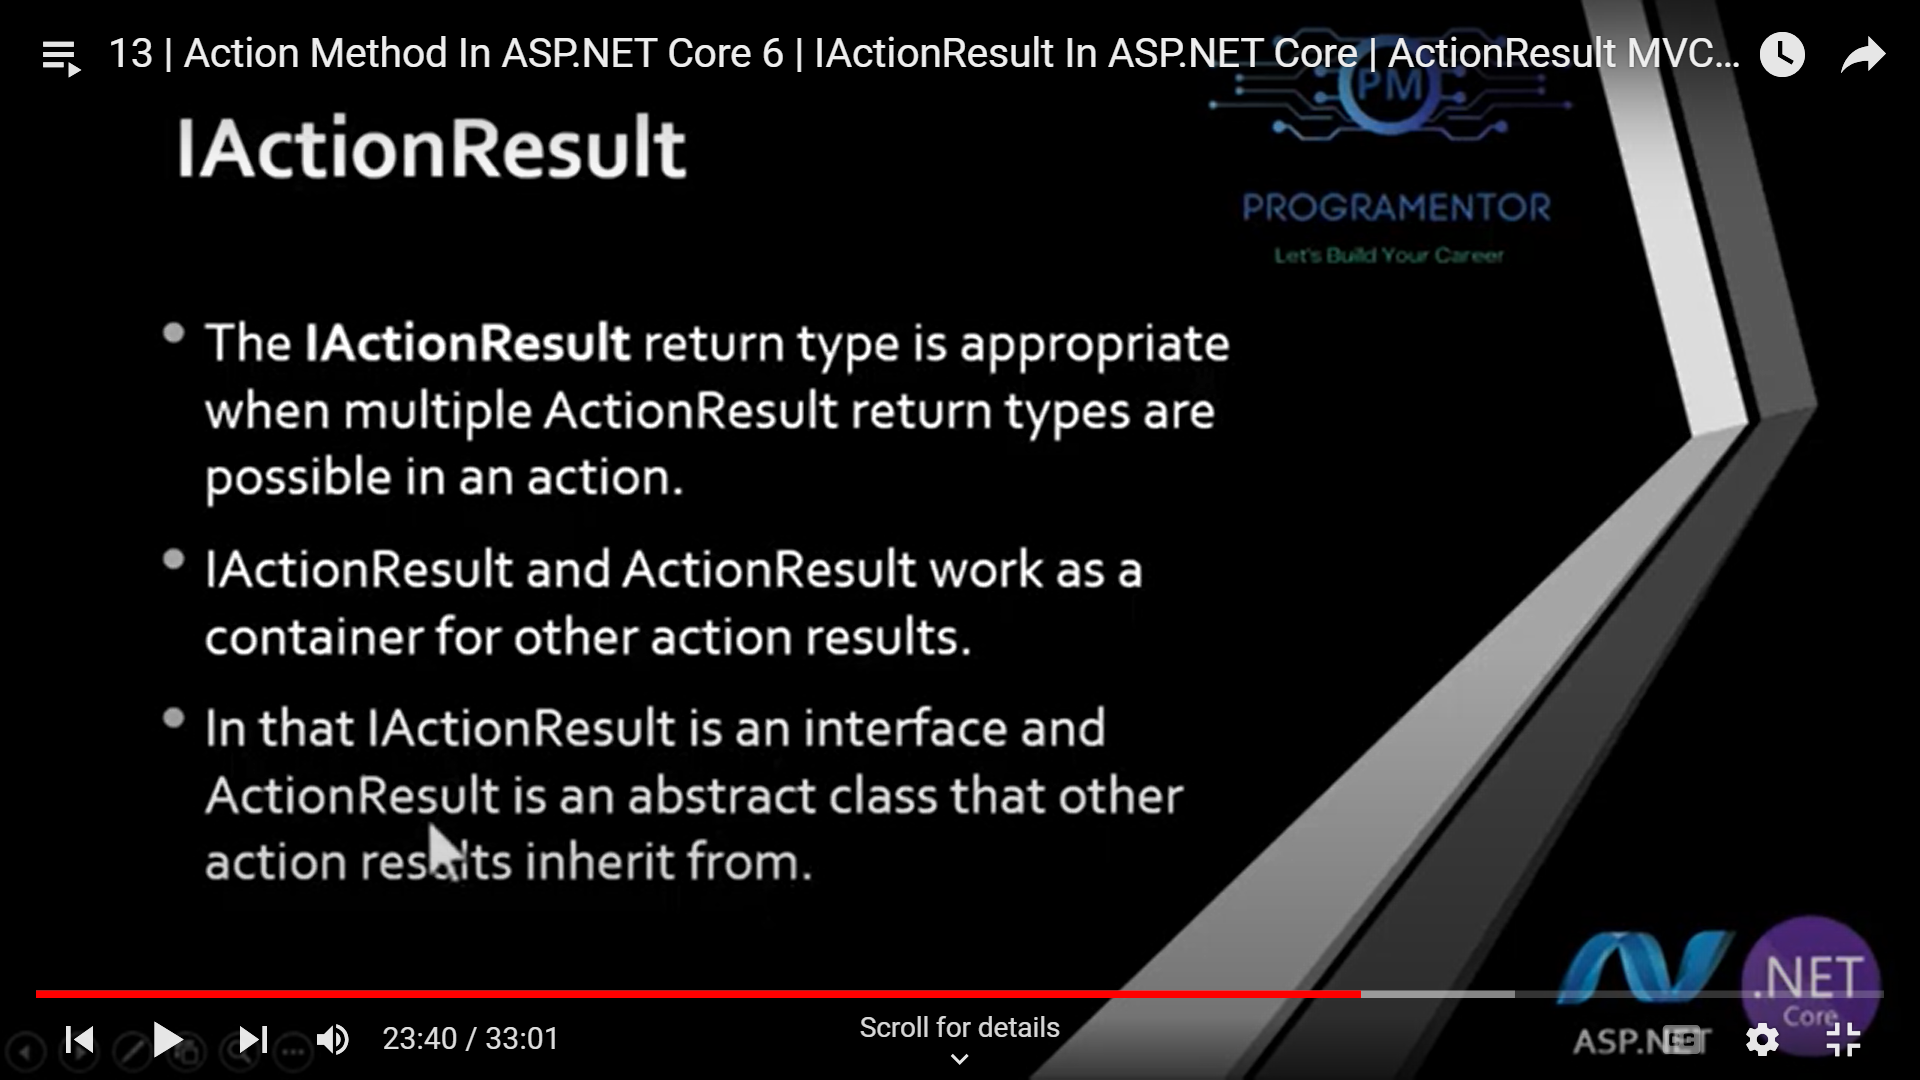 13 | Action Method In ASP.NET Core 6 | IActionResult In ASP.NET Core | ActionResult MVC...
PM
IActionResult
PROGRAMENTOR
Let's Build Your Career
The IActionResult return type is appropriate
when multiple ActionResult return types are
possible in an action.
IActionResult and ActionResult work as a
container for other action results.
In that IActionResult is an interface and
ActionResult is an abstract class that other
action results inherit from.
.NET
Core
23:40 / 33:01
Scroll for details
ASP.NET